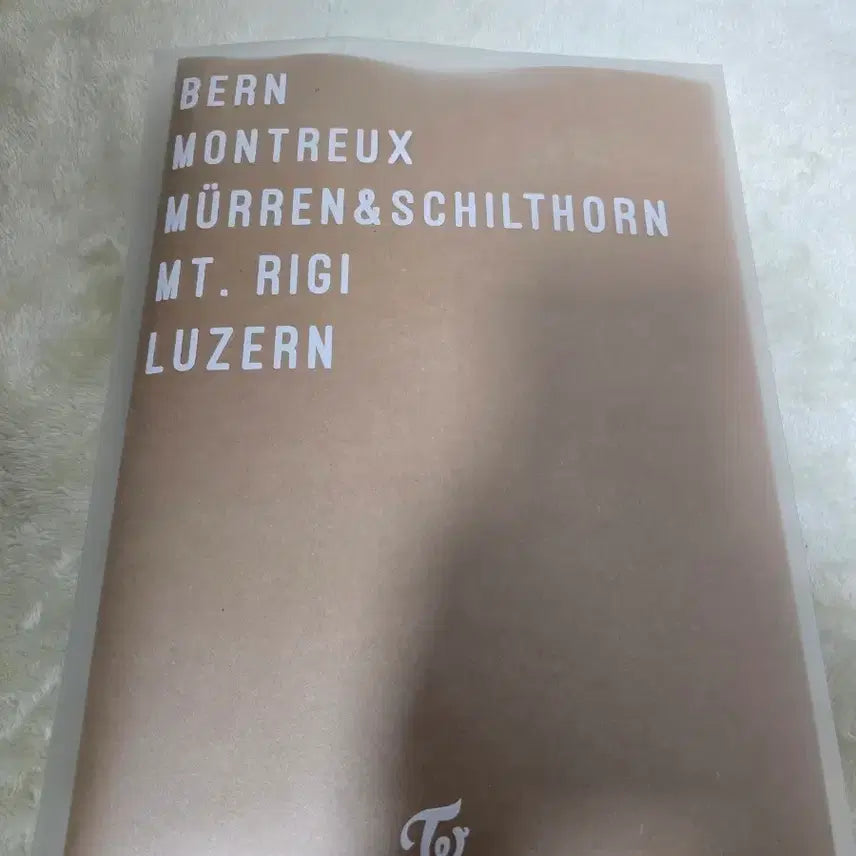 BERN
MONTREUX
MÜRREN&SCHILTHORN
MT. RIGI
LUZERN